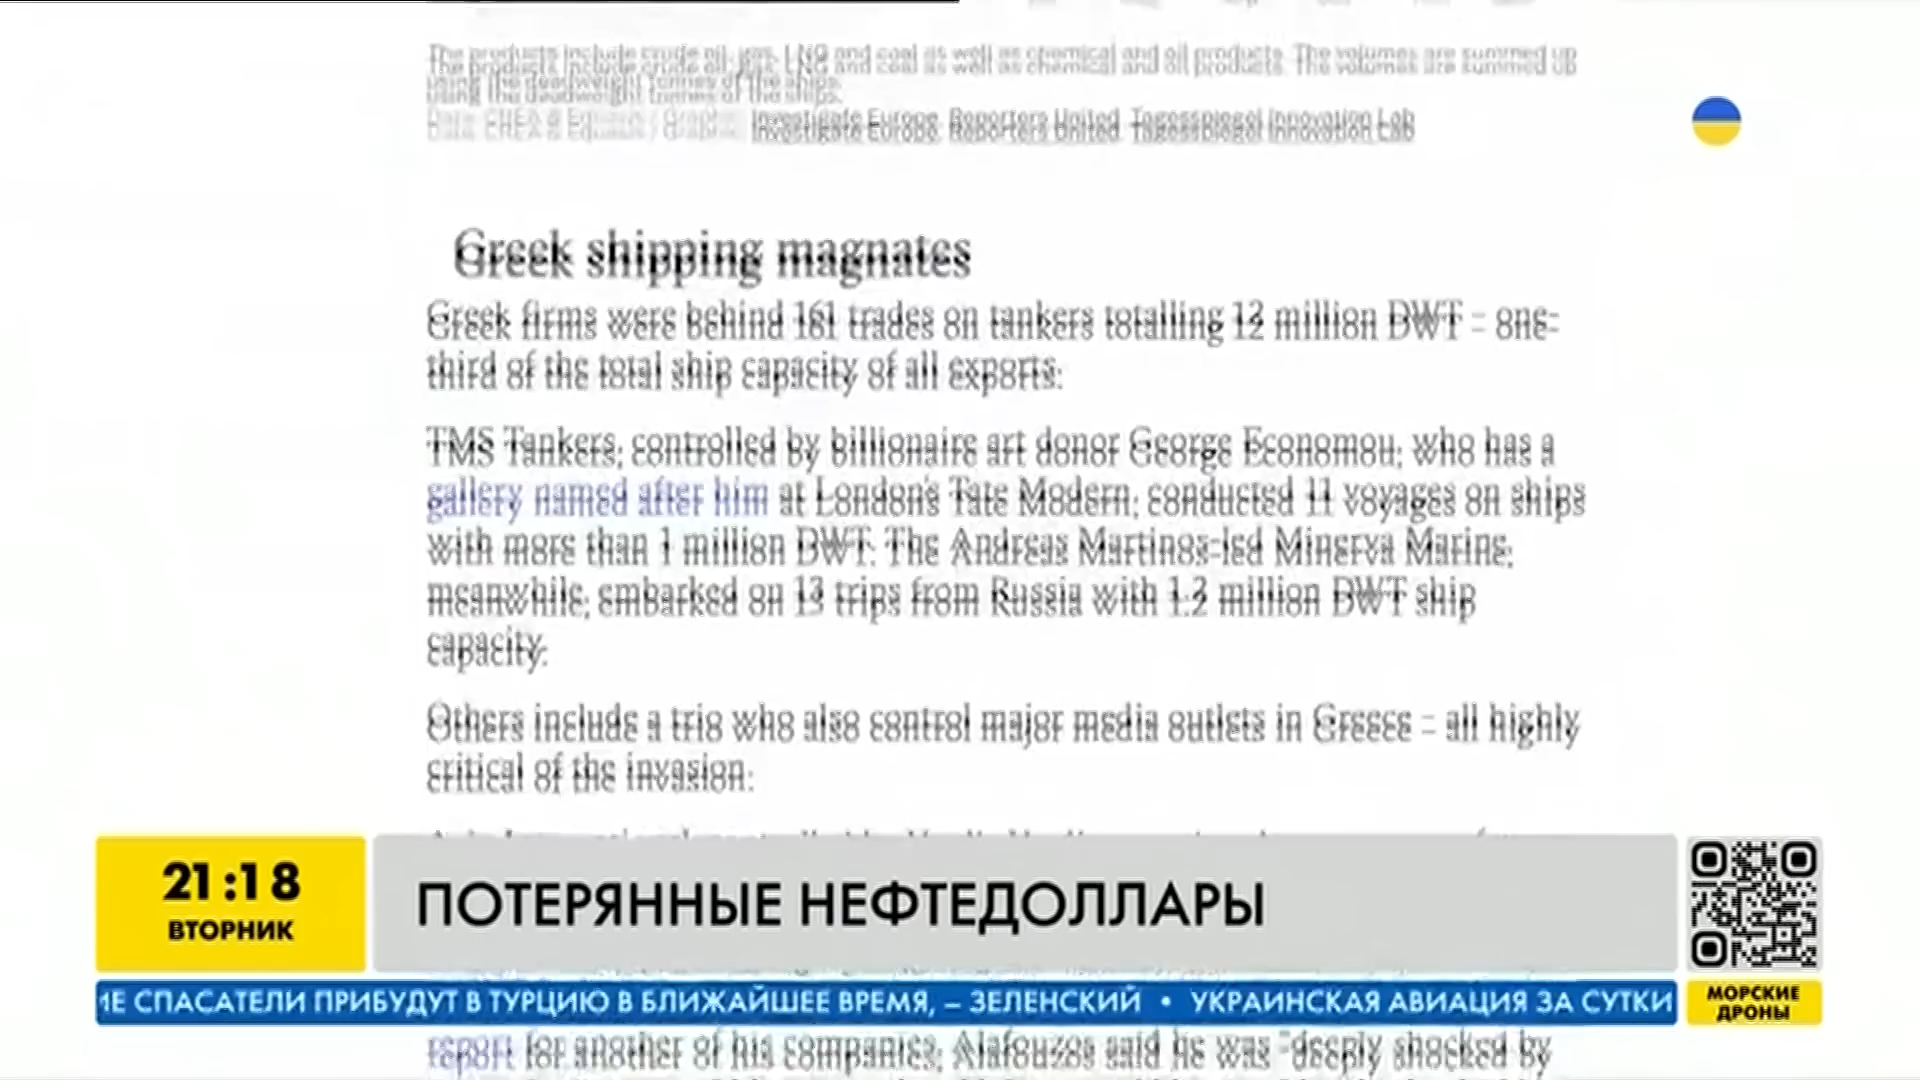 The products include crude oil, gas, LNG and coal as well as chemical and oil products. The volumes are summed up
using the deadweight tonnes of the ships.
Investigate Europe, Reporters United, Tagesspiegel Innovation Lab
Greek shipping magnates
Greek firms were behind 161 trades on tankers totalling 12 million DWT – one-
third of the total ship capacity of all exports.
TMS Tankers, controlled by billionaire art donor George Economou, who has a
gallery named after him at London's Tate Modern, conducted 11 voyages on ships
with more than 1 million DWT. The Andreas Martinos-led Minerva Marine,
meanwhile, embarked on 13 trips from Russia with 1.2 million DWT ship
capacity.
Others include a trio who also control major media outlets in Greece – all highly
critical of the invasion.
21:18
ВТОРНИК
ПОТЕРЯННЫЕ НЕФТЕДОЛЛАРЫ
ИЕ СПАСАТЕЛИ ПРИБУДУТ В ТУРЦИЮ В БЛИЖАЙШЕЕ ВРЕМЯ, – ЗЕЛЕНСКИЙ • УКРАИНСКАЯ АВИАЦИЯ ЗА СУТКИ
МОРСКИЕ
ДРОНЫ
report for another of his companies, Alafouzos said he was "deeply shocked by